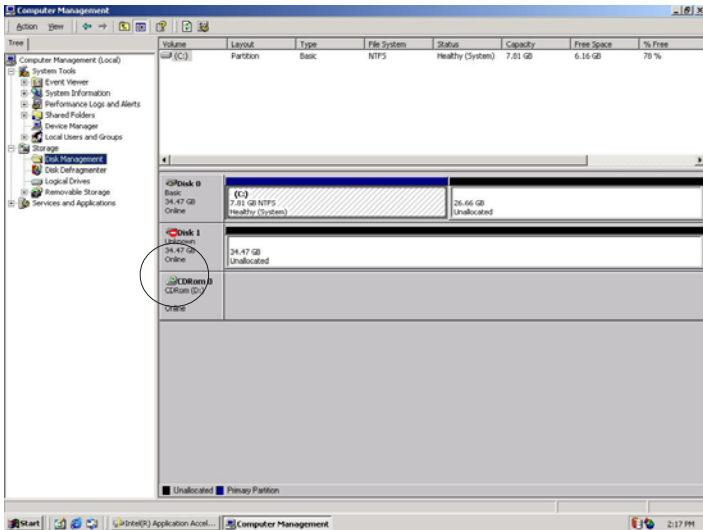 Computer Management
Action View
Tree
Computer Management (Local)
System Tools
Event Viewer
System Information
Performance Logs and Alerts
Shared Folders
Device Manager
Local Users and Groups
Storage
Disk Management
Disk Defragmenter
Logical Drives
Removable Storage
Services and Applications
Volume Layout Type File System Status Capacity Free Space % Free
(C:) Partition Basic NTFS Healthy (System) 7.81 GB 6.16 GB 78 %
Disk 0
Basic
34.47 GB
Online
(C:)
7.81 GB NTFS
Healthy (System)
26.66 GB
Unallocated
Disk 1
Unknown
34.47 GB
Online
34.47 GB
Unallocated
CDRom 0
CDRom (D:)
Online
Unallocated Primary Partition
Start Intel(R) Application Accel... Computer Management 2:17 PM